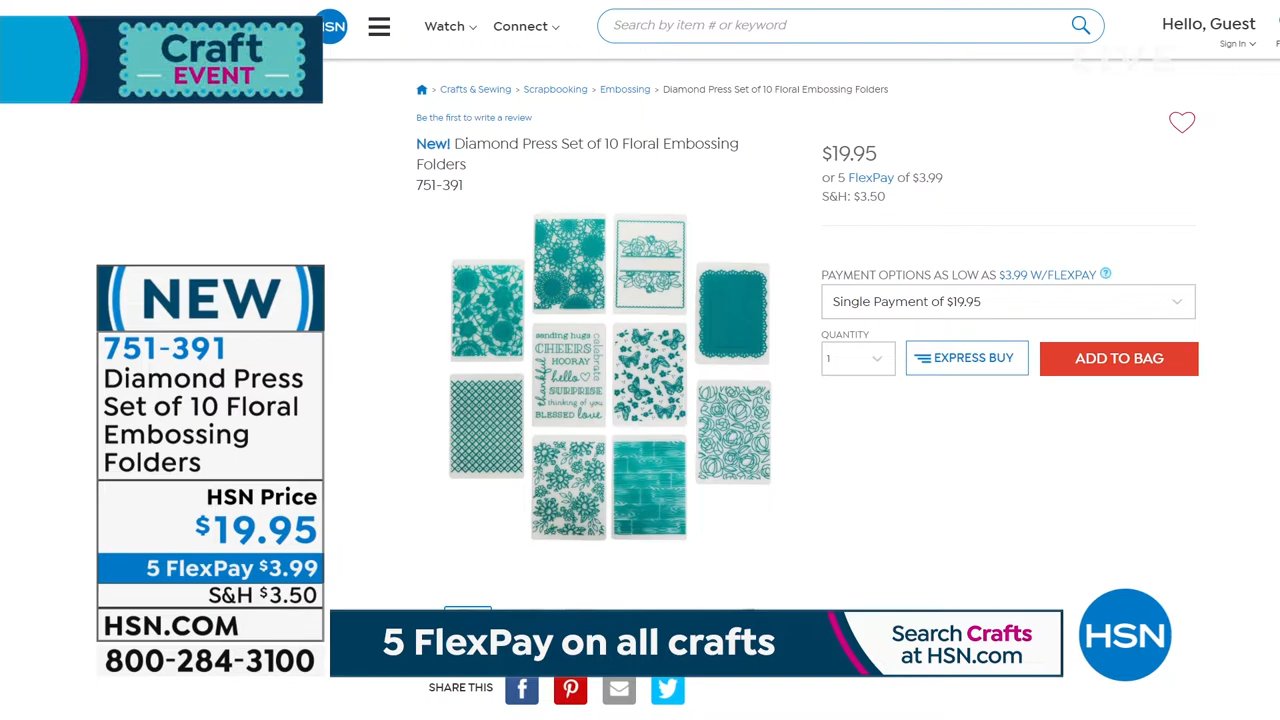 Craft
EVENT
HSN
Watch
Connect
Search by item # or keyword
Hello, Guest
Sign In
LIVE
> Crafts & Sewing > Scrapbooking > Embossing > Diamond Press Set of 10 Floral Embossing Folders
Be the first to write a review
New! Diamond Press Set of 10 Floral Embossing
Folders
751-391
$19.95
or 5 FlexPay of $3.99
S&H: $3.50
PAYMENT OPTIONS AS LOW AS $3.99 W/FLEXPAY ?
Single Payment of $19.95
QUANTITY
1
EXPRESS BUY
ADD TO BAG
sending hugs
CHEERS
HOORAY
hello
SURPRISE
thinking of you
BLESSED love
thankful
celebrate
NEW
751-391
Diamond Press
Set of 10 Floral
Embossing
Folders
HSN Price
$19.95
5 FlexPay $3.99
S&H $3.50
HSN.COM
800-284-3100
5 FlexPay on all crafts
Search Crafts
at HSN.com
HSN
SHARE THIS